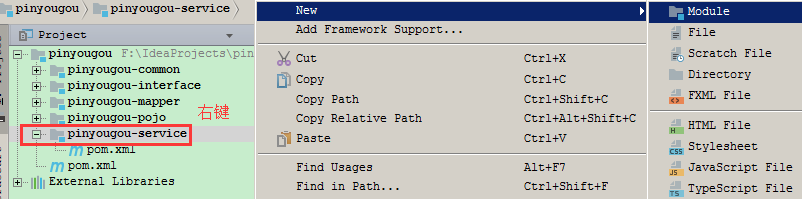 pinyougou pinyougou-service
Project
pinyougou F:\IdeaProjects\pin
pinyougou-common
pinyougou-interface
pinyougou-mapper
pinyougou-pojo
右键
pinyougou-service
pom.xml
pom.xml
External Libraries
New
Add Framework Support...
Cut Ctrl+X
Copy Ctrl+C
Copy Path Ctrl+Shift+C
Copy Relative Path Ctrl+Alt+Shift+C
Paste Ctrl+V
Find Usages Alt+F7
Find in Path... Ctrl+Shift+F
Module
File
Scratch File
Directory
FXML File
HTML File
Stylesheet
JavaScript File
TypeScript File